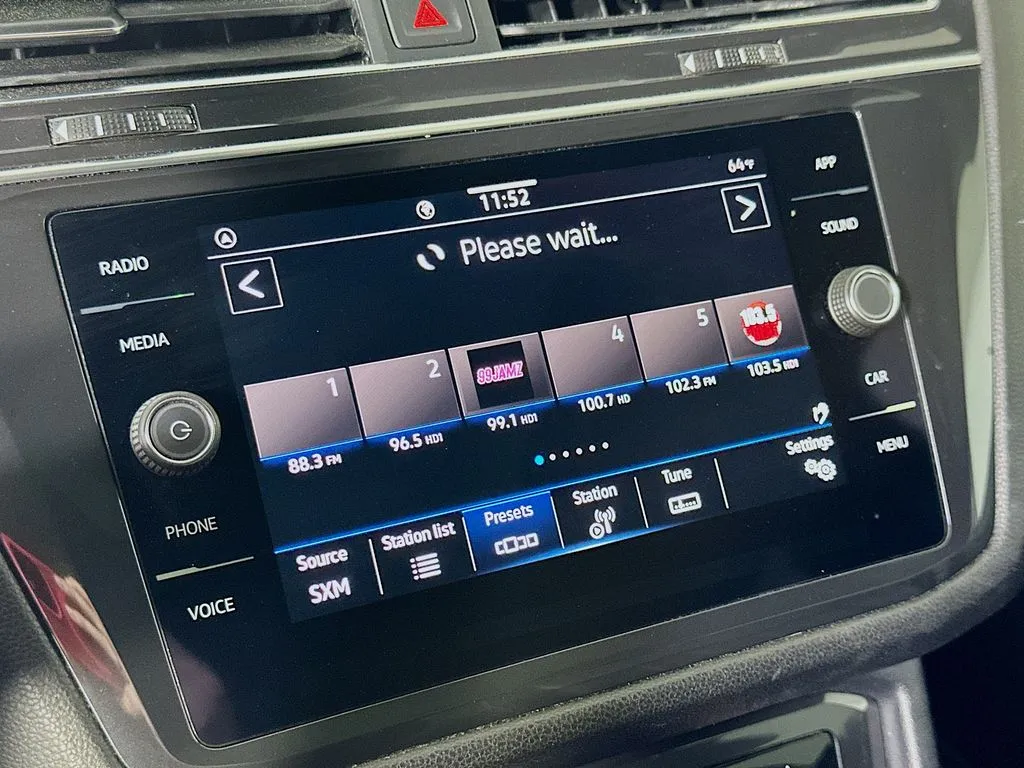 64°F
11:52
Please wait...
RADIO
MEDIA
PHONE
VOICE
1
88.3 FM
2
96.5 HD1
99JAMZ
99.1 HD1
4
100.7 HD
5
102.3 FM
103.5
103.5 HD1
Source
SXM
Station list
Presets
Station
Tune
Settings
APP
SOUND
CAR
MENU